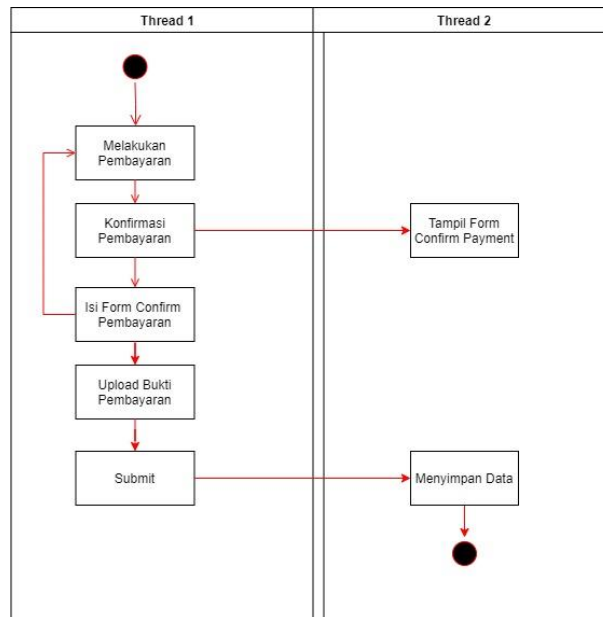 Thread 1
Thread 2
Melakukan
Pembayaran
Konfirmasi
Pembayaran
Tampil Form
Confirm Payment
Isi Form Confirm
Pembayaran
Upload Bukti
Pembayaran
Submit
Menyimpan Data